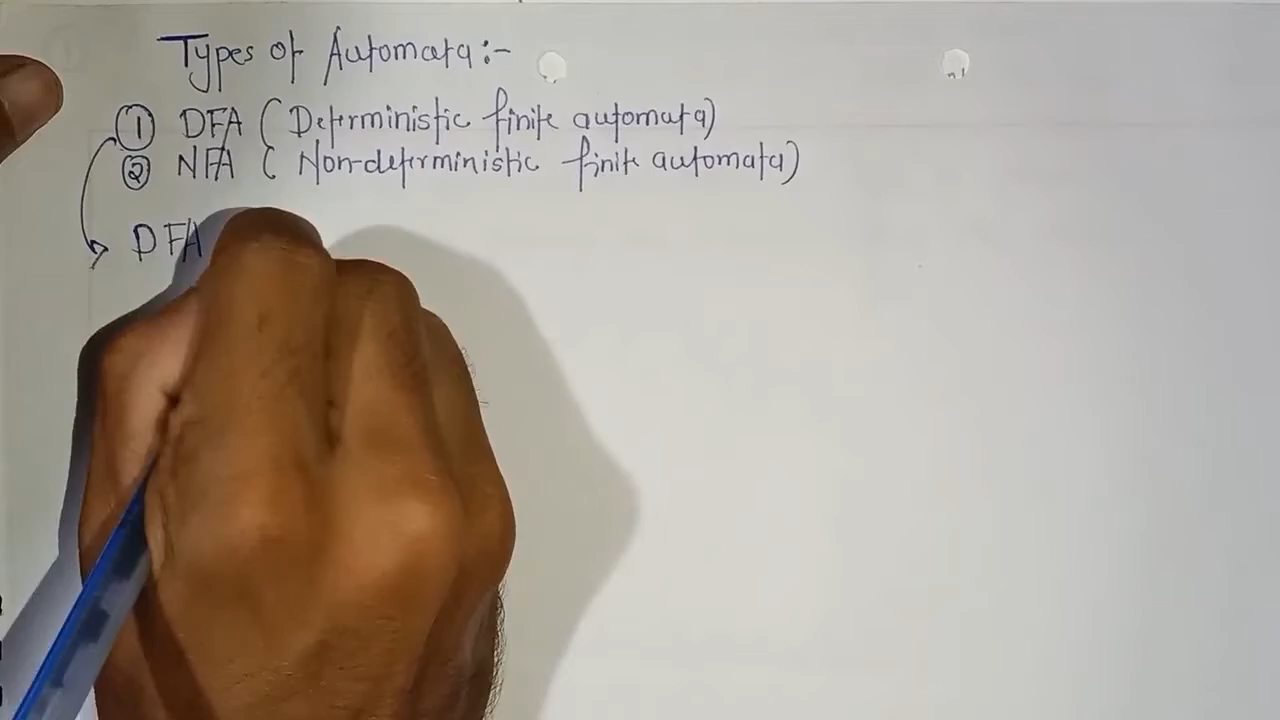 Types of Automata:-
① DFA ( Deterministic finite automata)
② NFA ( Non-deterministic finite automata)
DFA